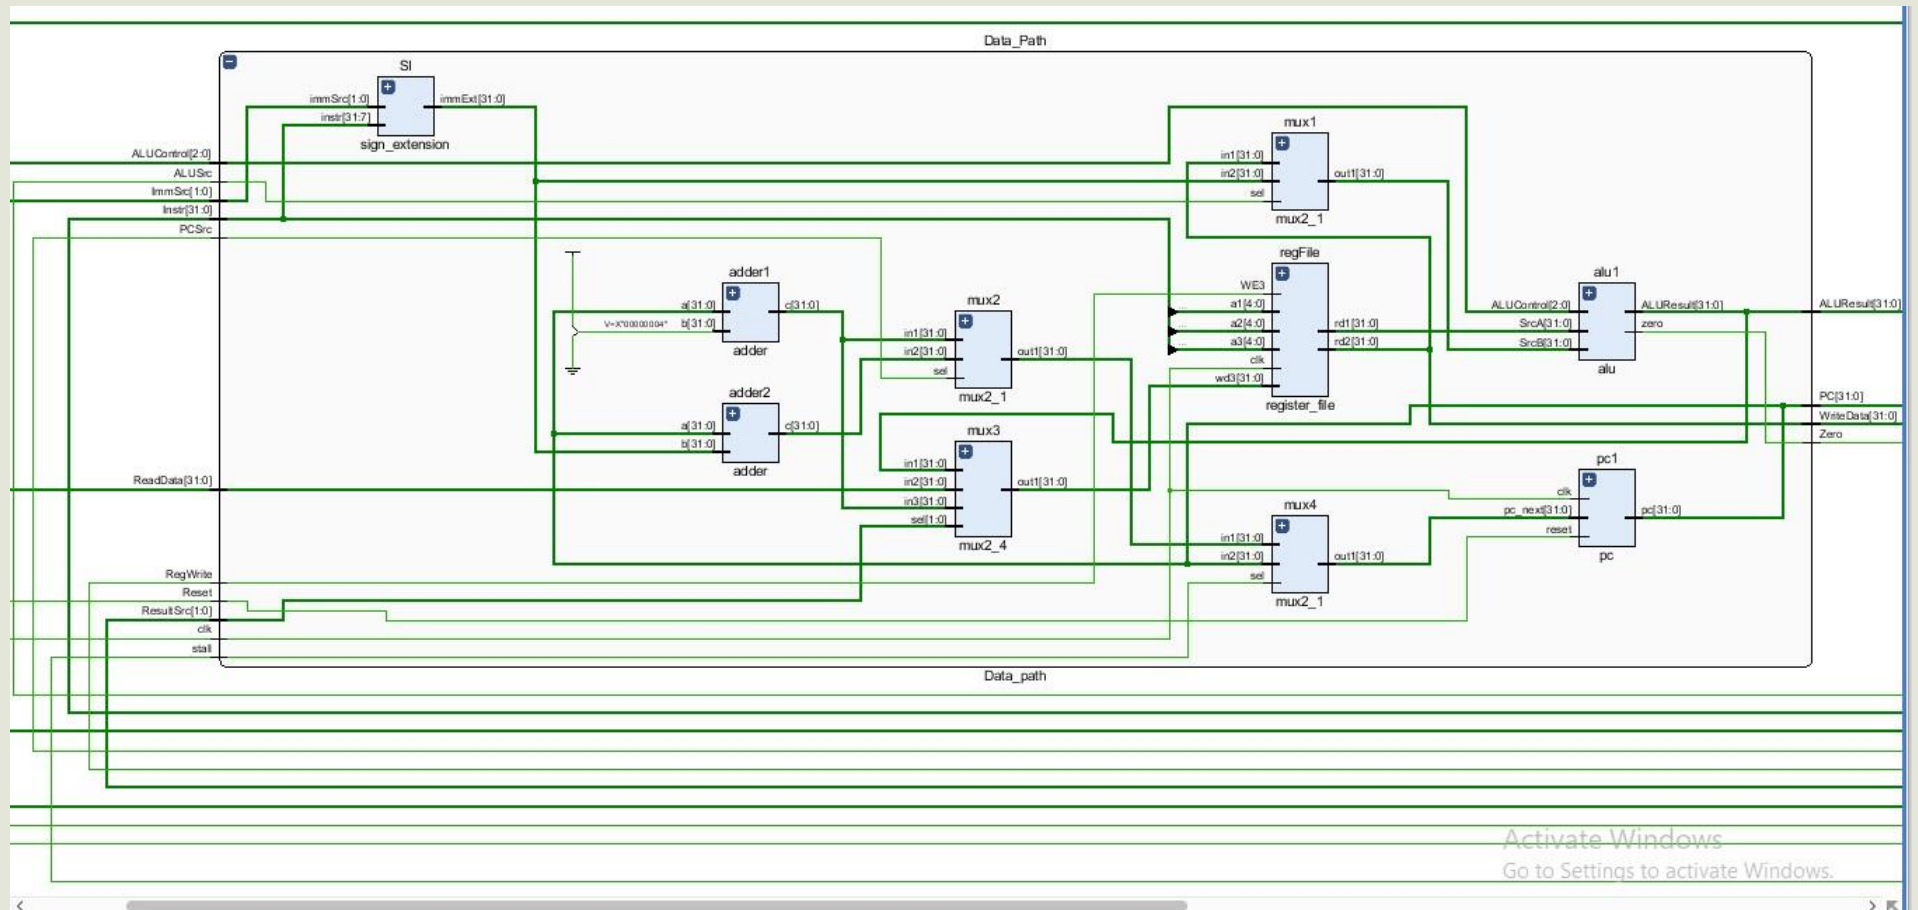 Data_Path
SI
immSrc[1:0]
immExt[31:0]
instr[31:7]
sign_extension
ALUControl[2:0]
ALUSrc
ImmSrc[1:0]
Instr[31:0]
PCSrc
mux1
in1[31:0]
in2[31:0]
sel
out1[31:0]
mux2_1
adder1
a[31:0]
b[31:0]
c[31:0]
V=X"00000004"
adder
adder2
a[31:0]
b[31:0]
c[31:0]
adder
mux2
in1[31:0]
in2[31:0]
sel
out1[31:0]
mux2_1
mux3
in1[31:0]
in2[31:0]
in3[31:0]
sel[1:0]
out1[31:0]
mux2_4
regFile
WE3
a1[4:0]
a2[4:0]
a3[4:0]
clk
wd3[31:0]
rd1[31:0]
rd2[31:0]
register_file
alu1
ALUControl[2:0]
SrcA[31:0]
SrcB[31:0]
ALUResult[31:0]
zero
alu
ALUResult[31:0]
PC[31:0]
WriteData[31:0]
Zero
pc1
clk
pc_next[31:0]
reset
pc[31:0]
pc
mux4
in1[31:0]
in2[31:0]
sel
out1[31:0]
mux2_1
ReadData[31:0]
RegWrite
Reset
ResultSrc[1:0]
clk
stall
Data_path
Activate Windows
Go to Settings to activate Windows.